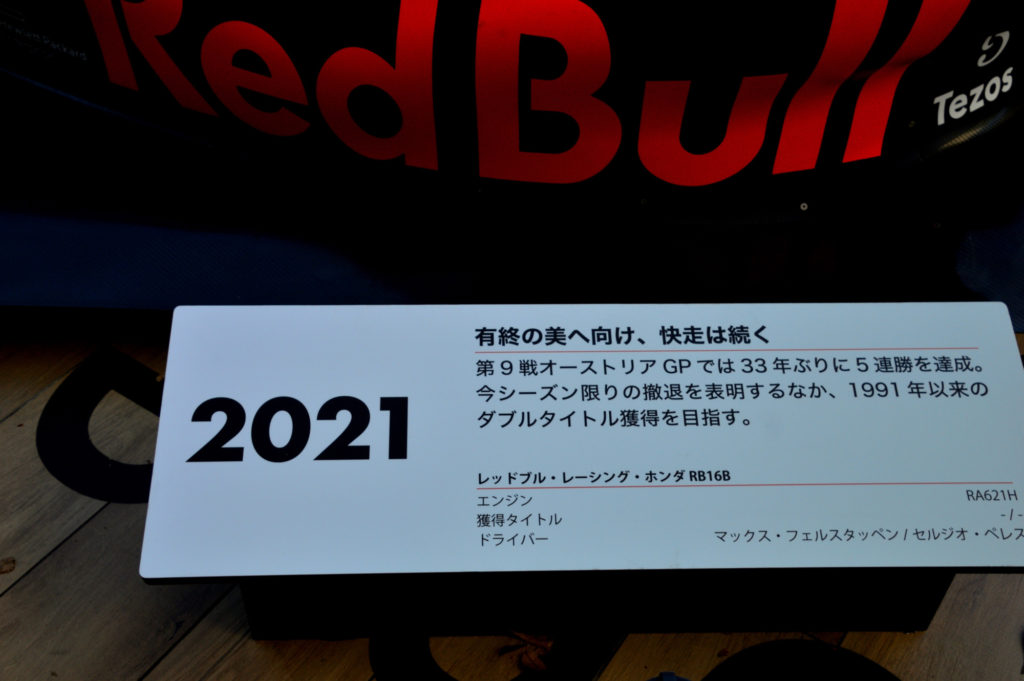 Red Bull
Tezos
2021
有終の美へ向け、快走は続く
第9戦オーストリアGPでは33年ぶりに5連勝を達成。
今シーズン限りの撤退を表明するなか、1991年以来の
ダブルタイトル獲得を目指す。
レッドブル・レーシング・ホンダ RB16B
エンジン RA621H
獲得タイトル - / -
ドライバー マックス・フェルスタッペン / セルジオ・ペレス